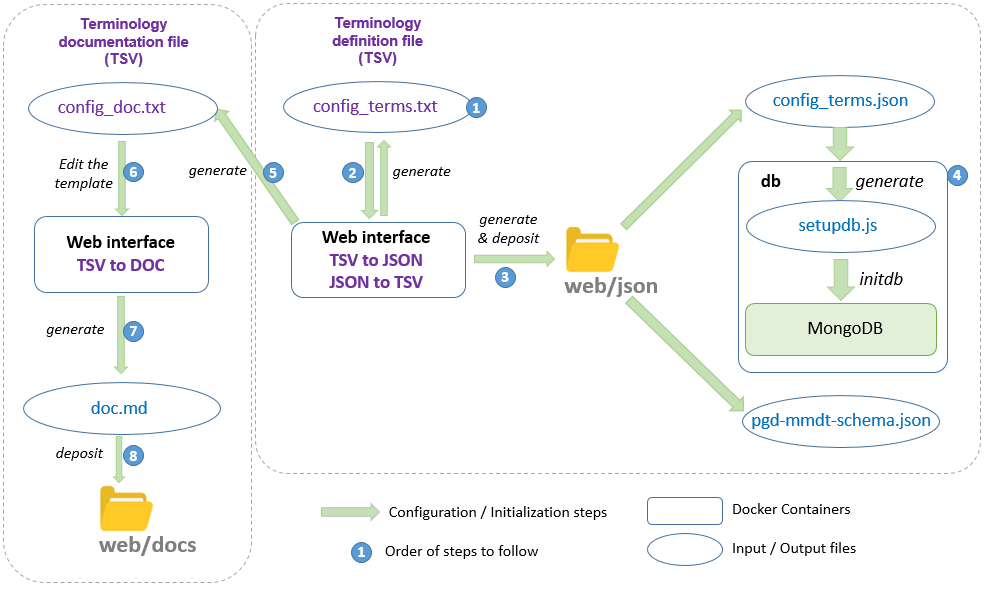 Terminology
documentation file
(TSV)
config_doc.txt
Edit the
template
6
Web interface
TSV to DOC
generate
7
doc.md
deposit
8
web/docs
Terminology
definition file
(TSV)
config_terms.txt
1
generate
5
2
generate
Web interface
TSV to JSON
JSON to TSV
generate
& deposit
3
web/json
config_terms.json
4
db
generate
setupdb.js
initdb
MongoDB
pgd-mmdt-schema.json
Configuration / Initialization steps
1
Order of steps to follow
Docker Containers
Input / Output files